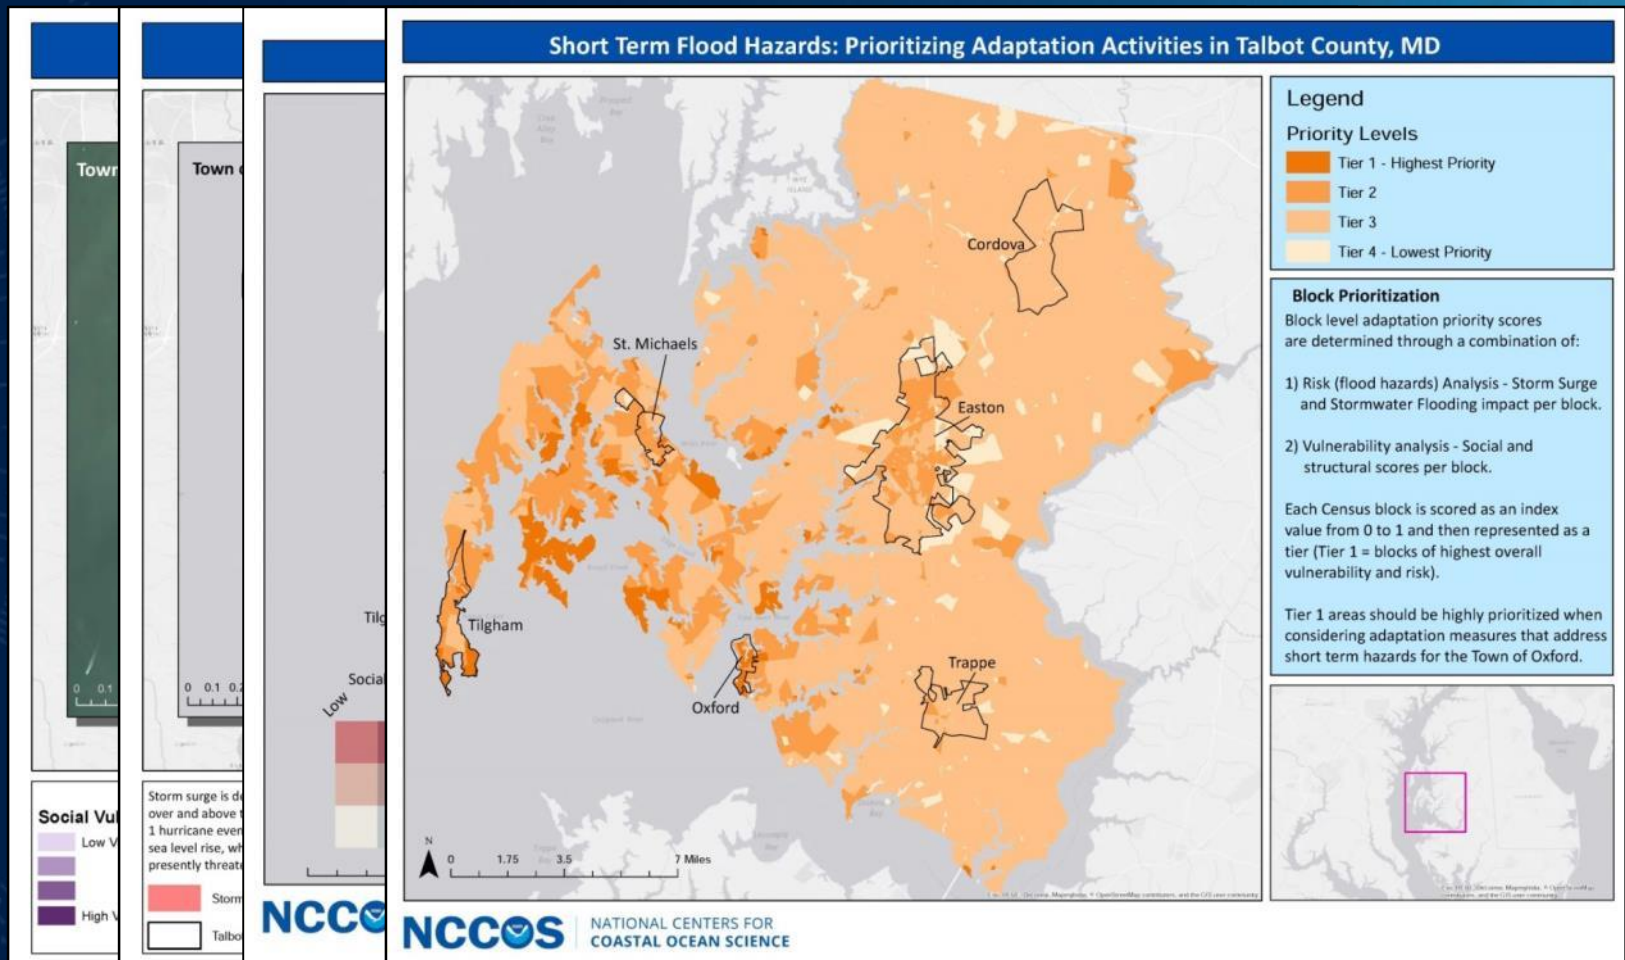 Short Term Flood Hazards: Prioritizing Adaptation Activities in Talbot County, MD
Town
Town
0 0.1
0 0.1 0.2
Social Vul
Low V
High V
Storm surge is de
over and above t
1 hurricane even
sea level rise, wh
presently threate
Storm
Talbo
Tilg
Social
Low
NCCO
WYE
ISLAND
Cordova
St. Michaels
Easton
Tilgham
Oxford
Trappe
N
0 1.75 3.5 7 Miles
Legend
Priority Levels
Tier 1 - Highest Priority
Tier 2
Tier 3
Tier 4 - Lowest Priority
Block Prioritization
Block level adaptation priority scores
are determined through a combination of:
1) Risk (flood hazards) Analysis - Storm Surge
and Stormwater Flooding impact per block.
2) Vulnerability analysis - Social and
structural scores per block.
Each Census block is scored as an index
value from 0 to 1 and then represented as a
tier (Tier 1 = blocks of highest overall
vulnerability and risk).
Tier 1 areas should be highly prioritized when
considering adaptation measures that address
short term hazards for the Town of Oxford.
NCCOS
NATIONAL CENTERS FOR
COASTAL OCEAN SCIENCE